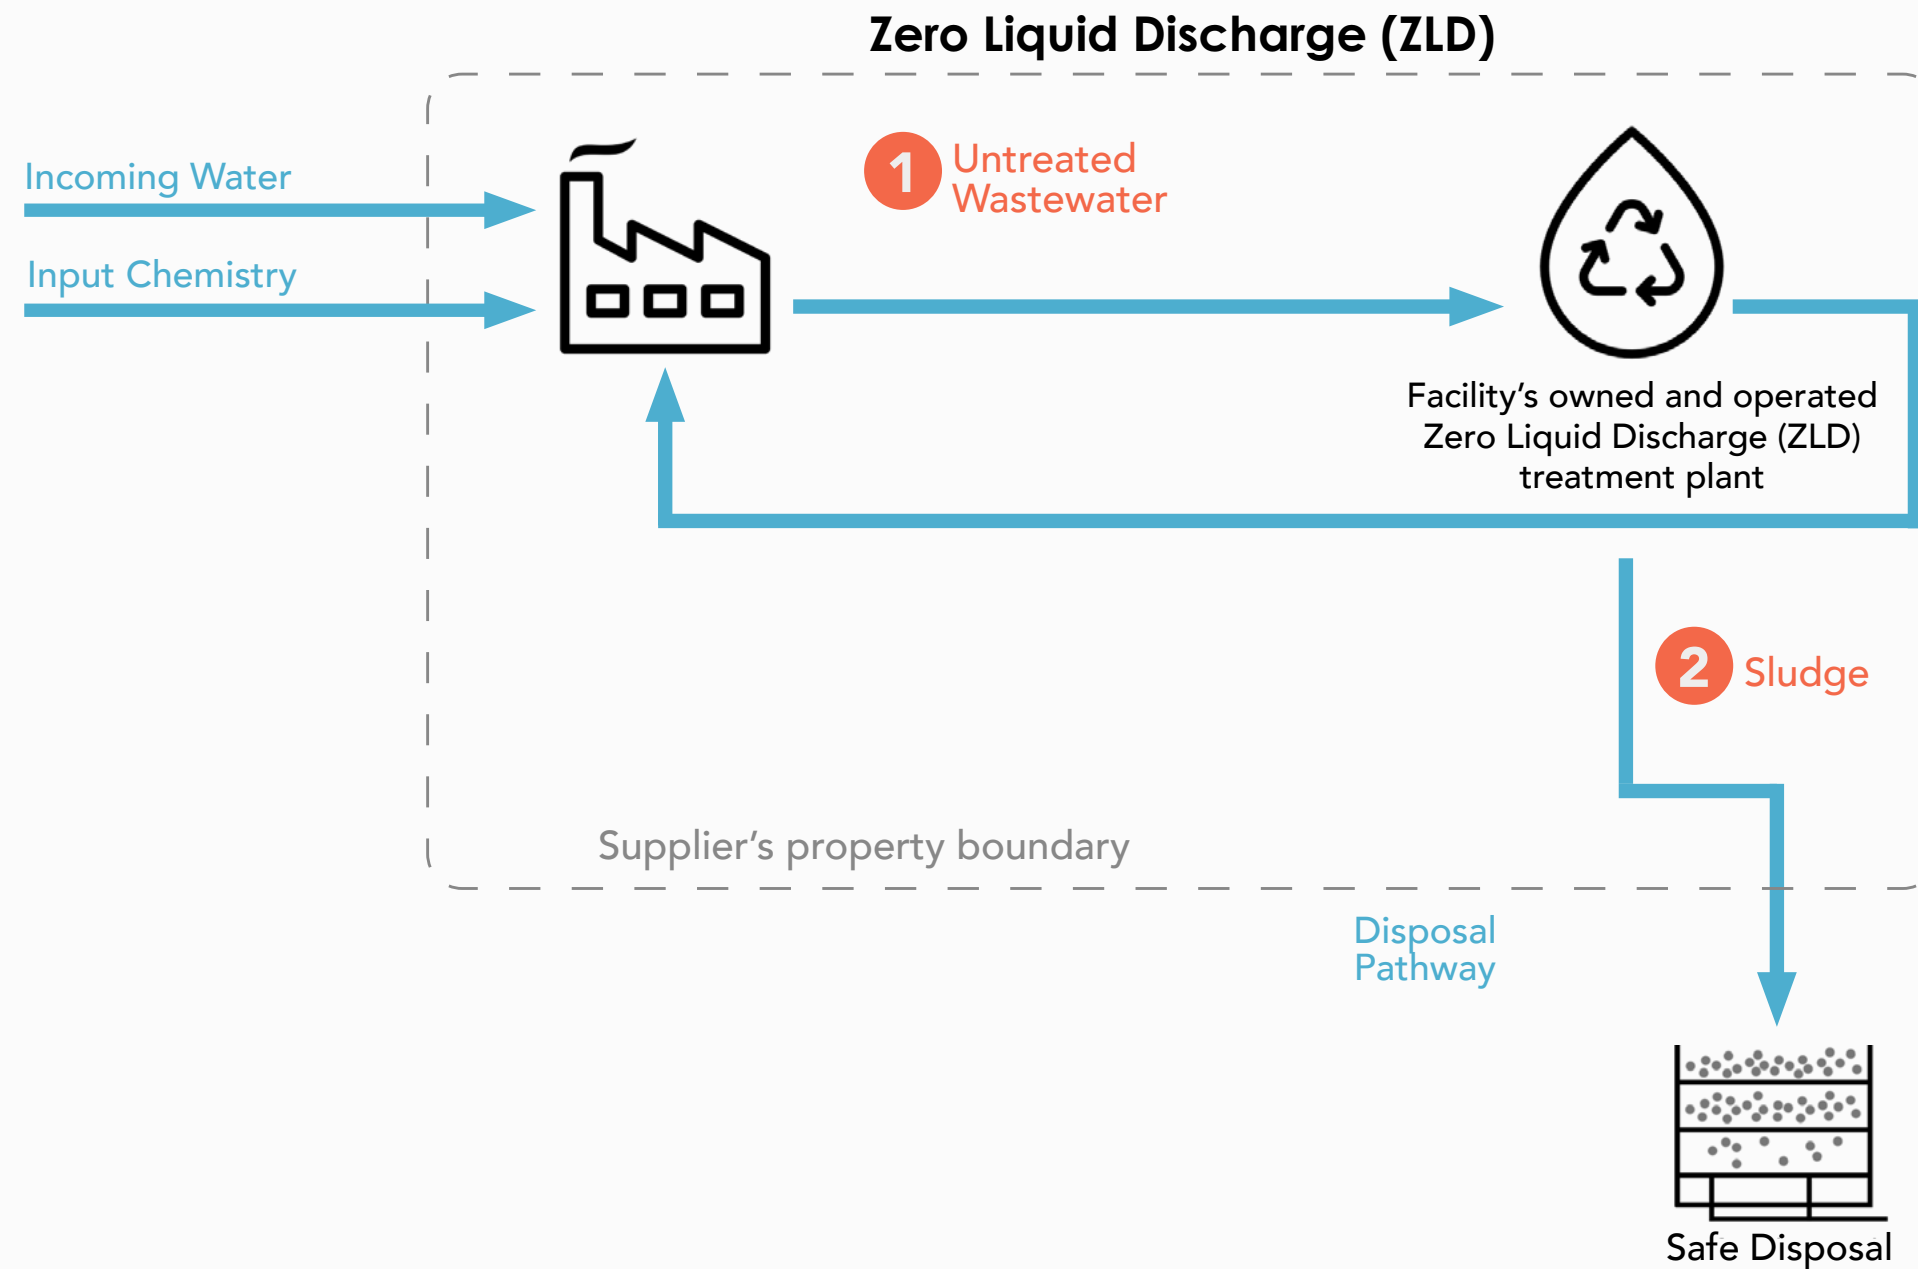 Zero Liquid Discharge (ZLD)
Incoming Water
Input Chemistry
1
Untreated
Wastewater
Facility’s owned and operated
Zero Liquid Discharge (ZLD)
treatment plant
2
Sludge
Supplier’s property boundary
Disposal
Pathway
Safe Disposal